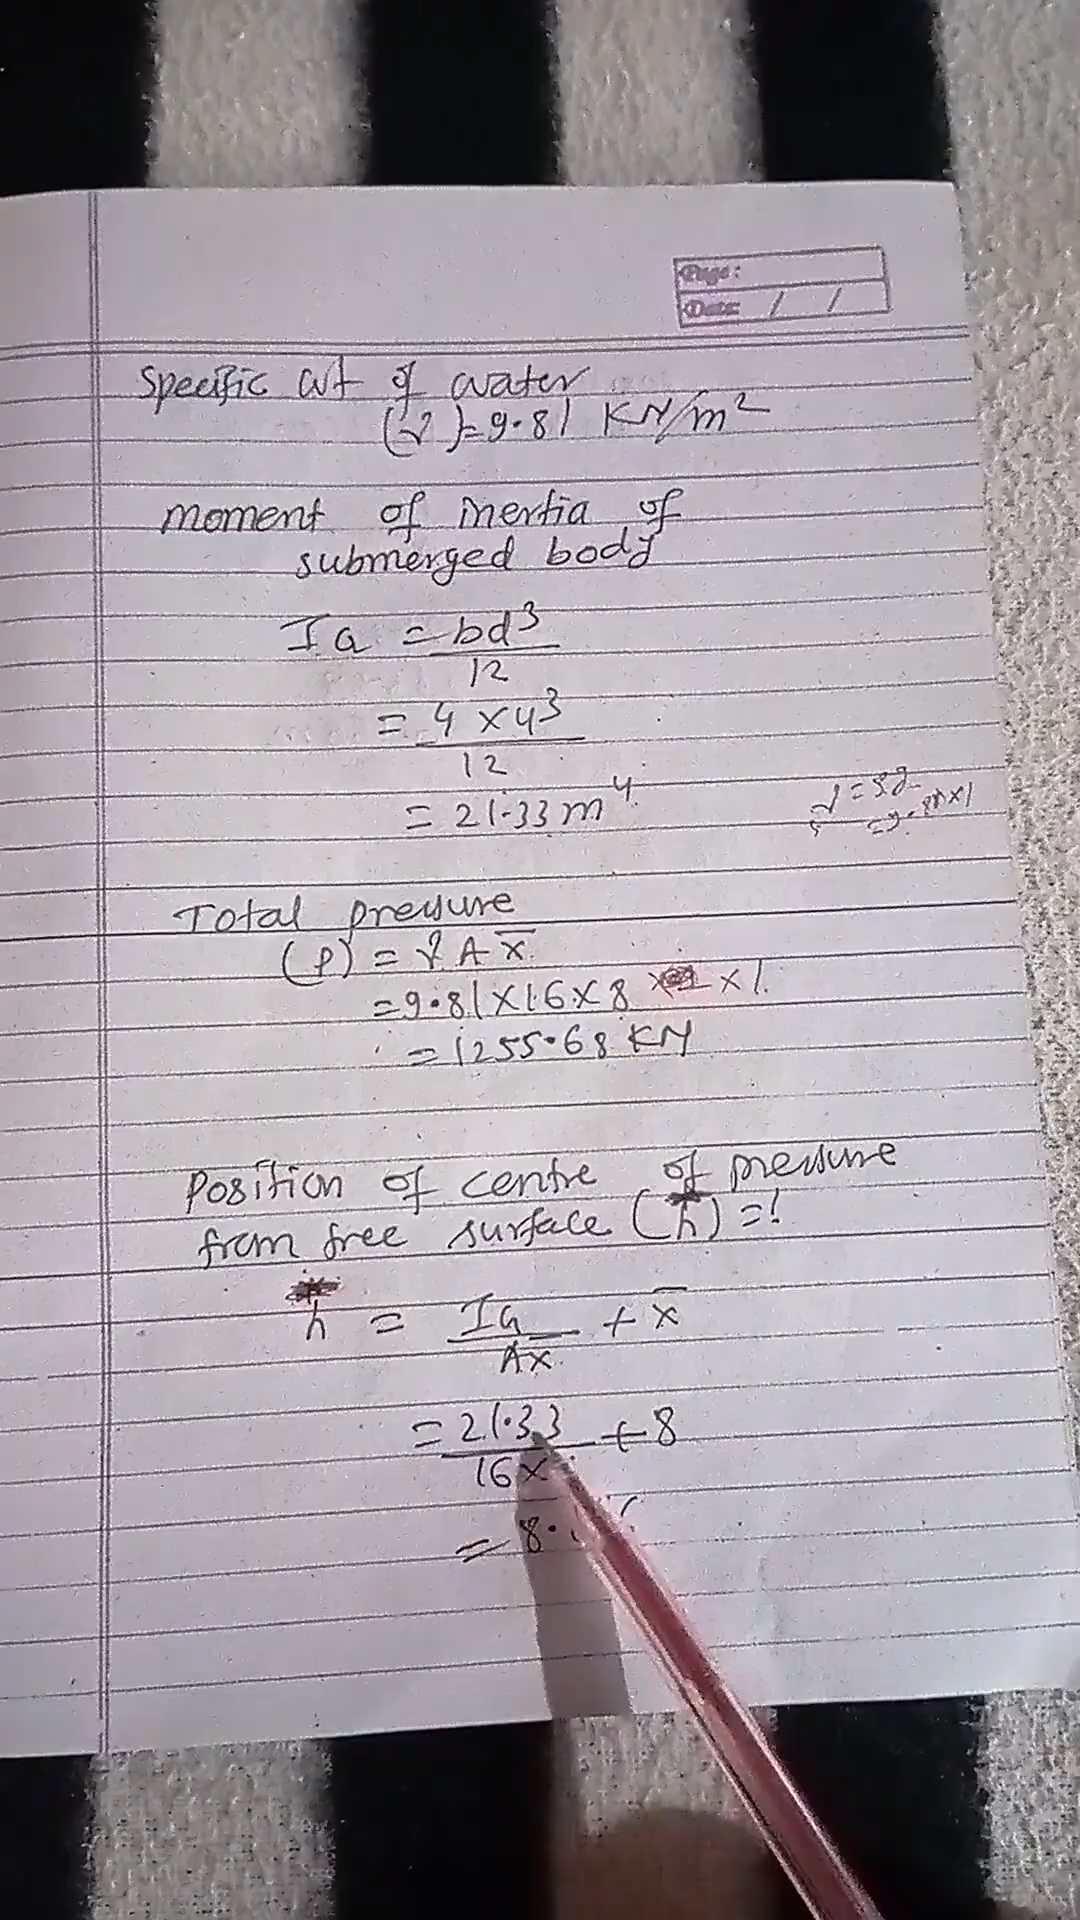 Page:
Date: / /
Specific wt of water
(γ) = 9.81 KN/m²
moment of inertia of
submerged body
IG = bd³
12
= 4 × 4³
12
= 21.33 m⁴
Total pressure
(P) = γ A x̅
= 9.81 × 16 × 8 × 1
= 1255.68 KN
Position of centre of pressure
from free surface (h) = !
h = IG + x̅
Ax̅
= 21.33 + 8
16 ×
= 8.